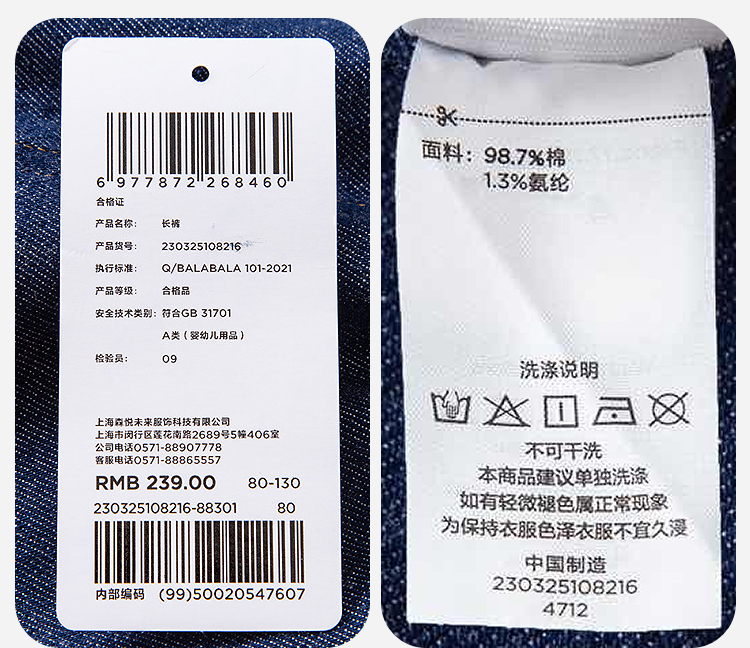 6 977872 268460
合格证
产品名称: 长裤
产品货号: 230325108216
执行标准: Q/BALABALA 101-2021
产品等级: 合格品
安全技术类别: 符合GB 31701
A类 (婴幼儿用品)
检验员: 09
上海森悦未来服饰科技有限公司
上海市闵行区莲花南路2689号5幢406室
公司电话0571-88907778
客服电话0571-88865557
RMB 239.00 80-130
230325108216-88301 80
内部编码 (99)50020547607
面料: 98.7%棉
1.3%氨纶
洗涤说明
不可干洗
本商品建议单独洗涤
如有轻微褪色属正常现象
为保持衣服色泽衣服不宜久浸
中国制造
230325108216
4712